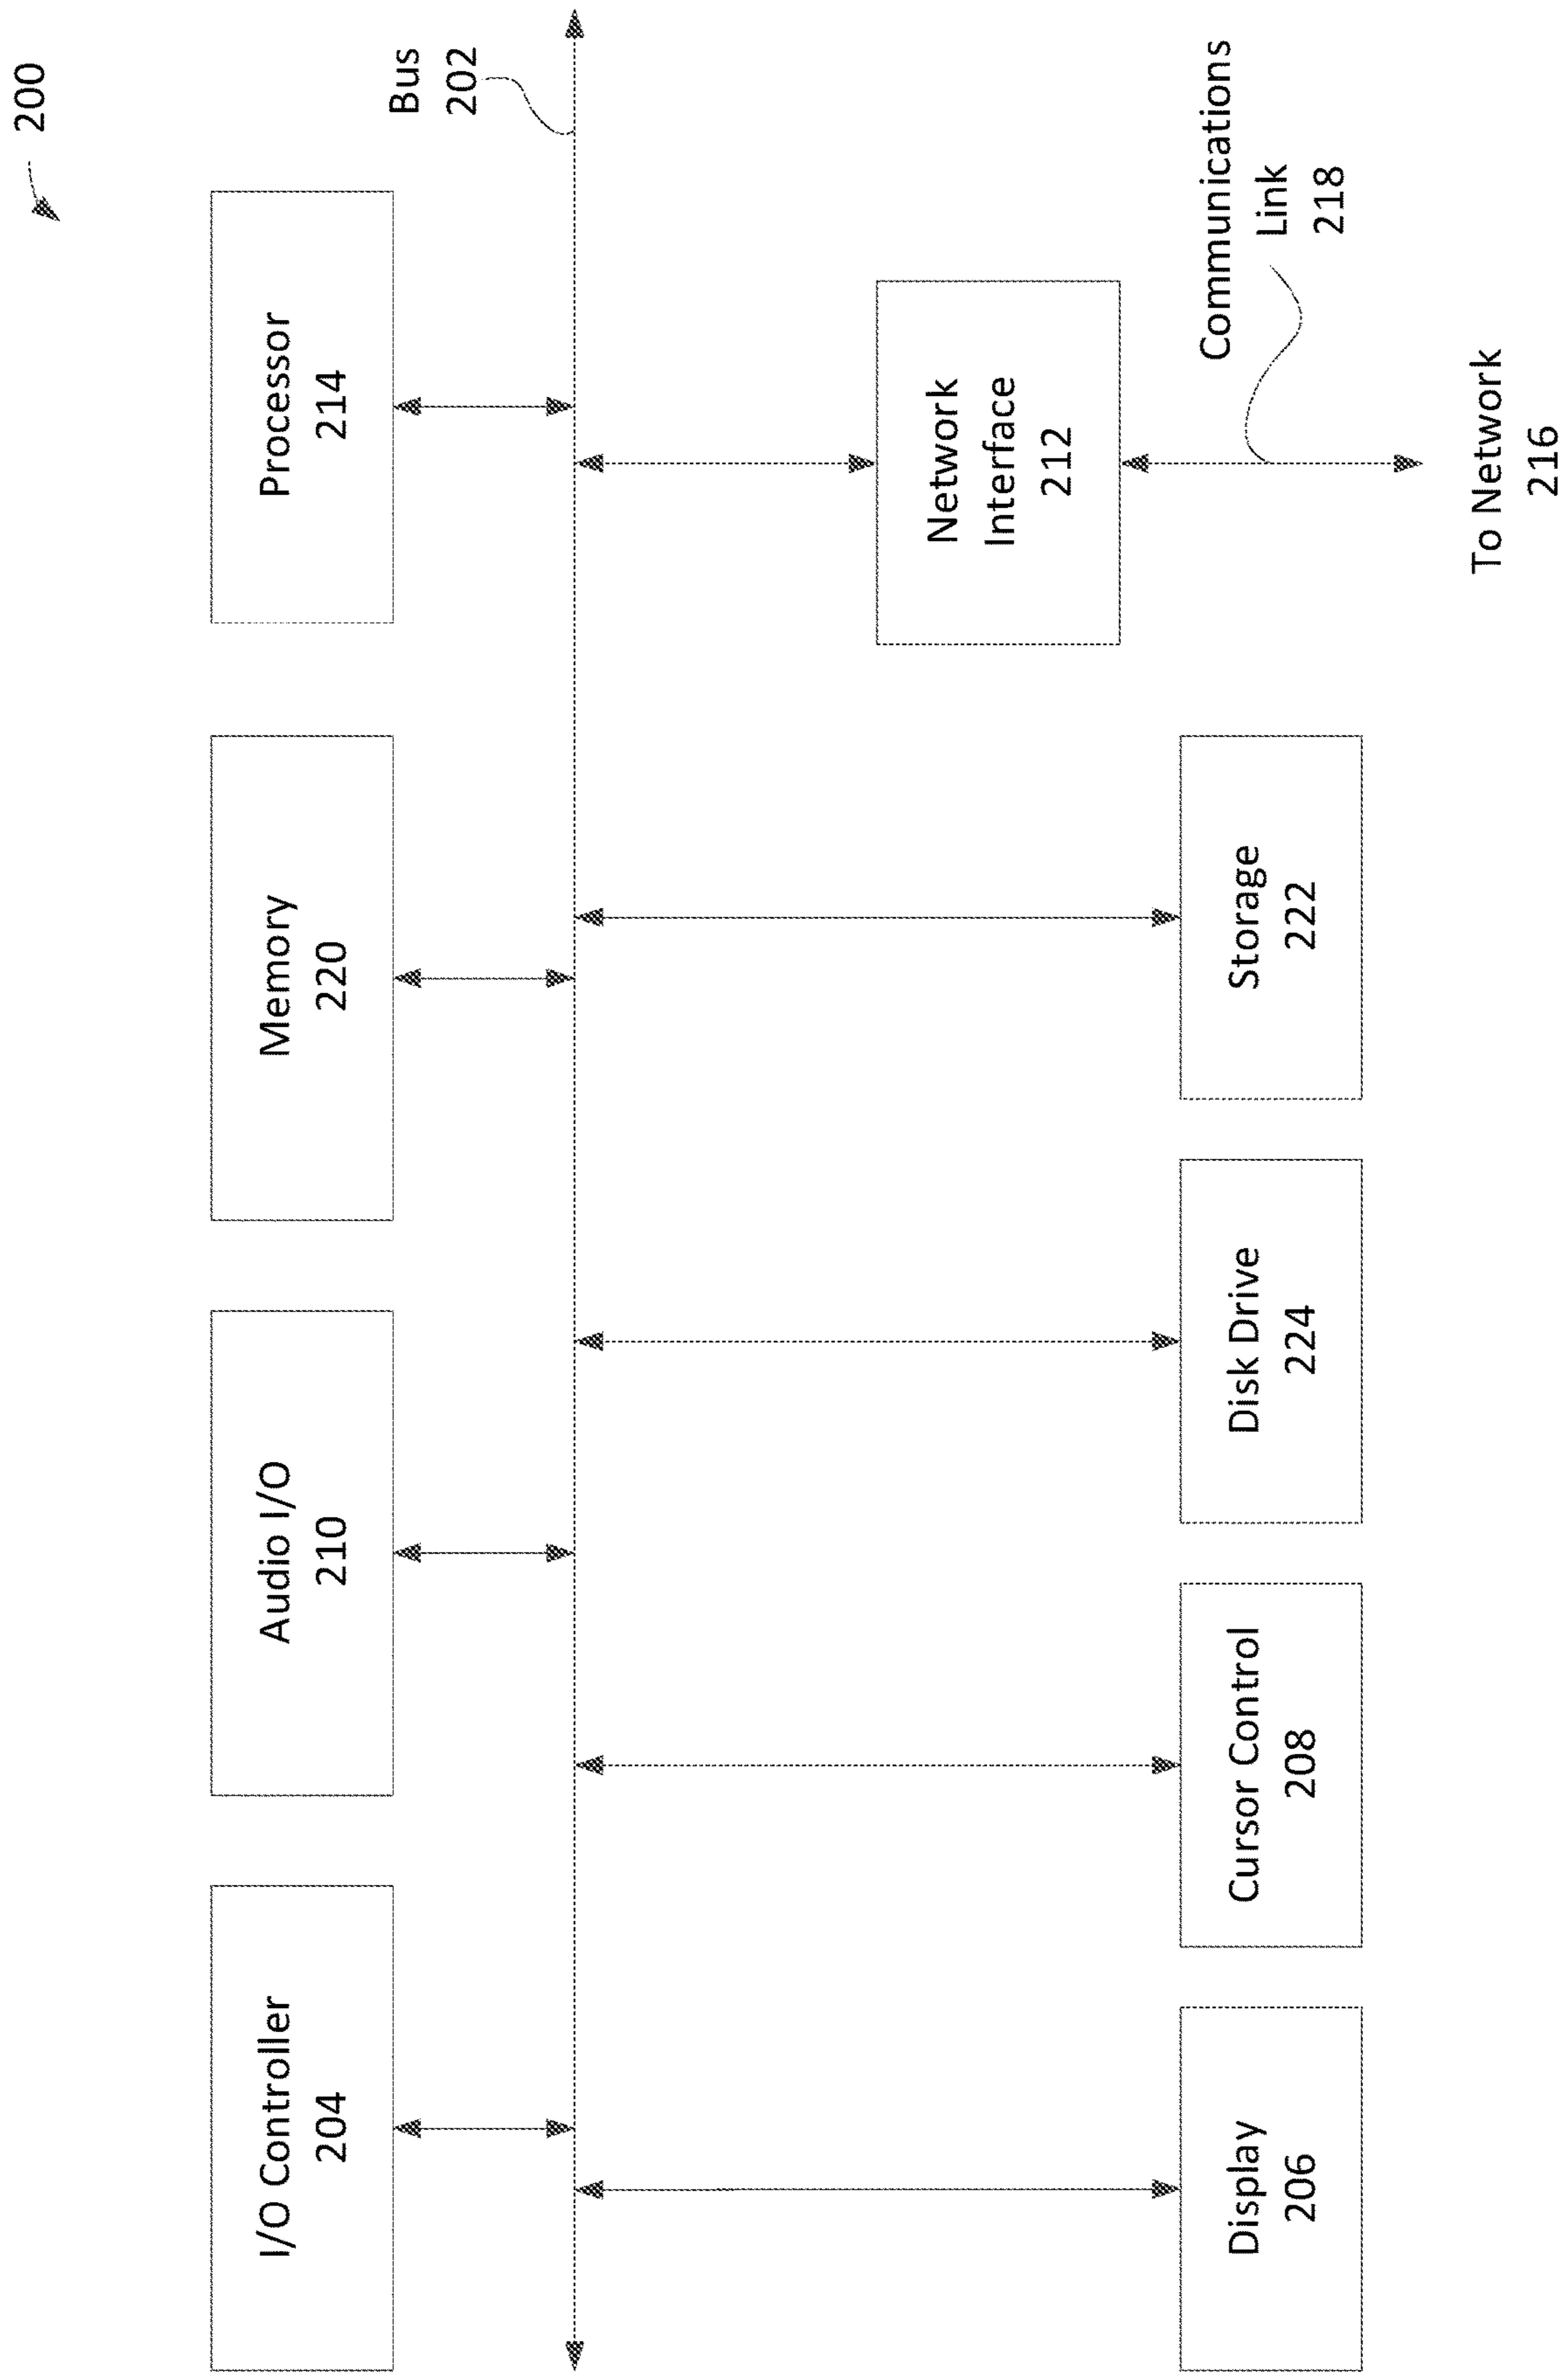 200
I/O Controller
204
Audio I/O
210
Memory
220
Processor
214
Bus
202
Network
Interface
212
Display
206
Cursor Control
208
Disk Drive
224
Storage
222
Communications
Link
218
To Network
216